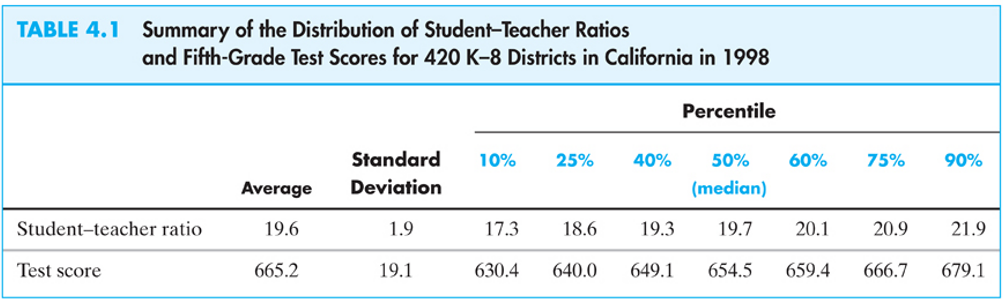 TABLE 4.1 Summary of the Distribution of Student–Teacher Ratios
and Fifth-Grade Test Scores for 420 K–8 Districts in California in 1998
Percentile
Average Standard Deviation 10% 25% 40% 50% (median) 60% 75% 90%
Student–teacher ratio 19.6 1.9 17.3 18.6 19.3 19.7 20.1 20.9 21.9
Test score 665.2 19.1 630.4 640.0 649.1 654.5 659.4 666.7 679.1